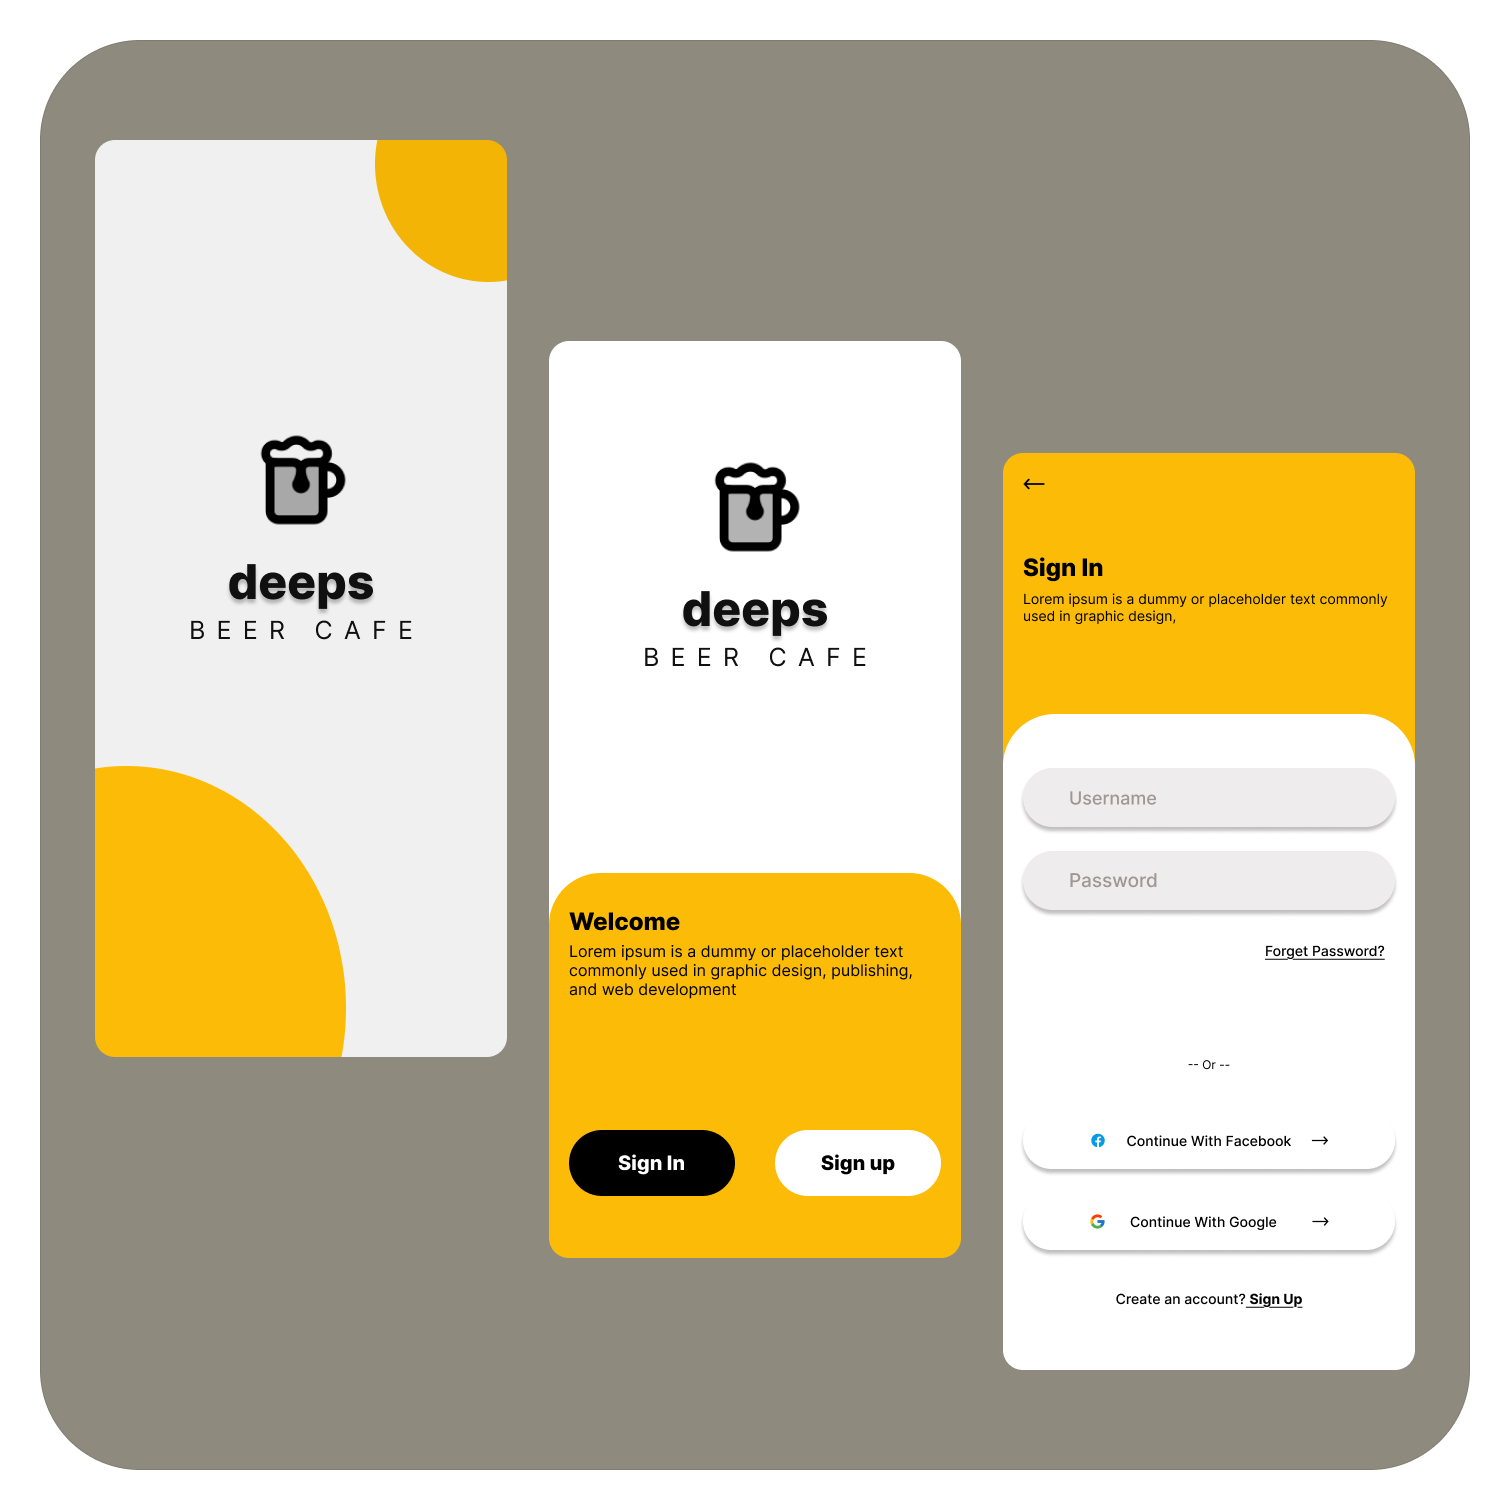 deeps
BEER CAFE
deeps
BEER CAFE
Welcome
Lorem ipsum is a dummy or placeholder text
commonly used in graphic design, publishing,
and web development
Sign In
Sign up
Sign In
Lorem ipsum is a dummy or placeholder text commonly
used in graphic design,
Username
Password
Forget Password?
-- Or --
Continue With Facebook
Continue With Google
Create an account? Sign Up